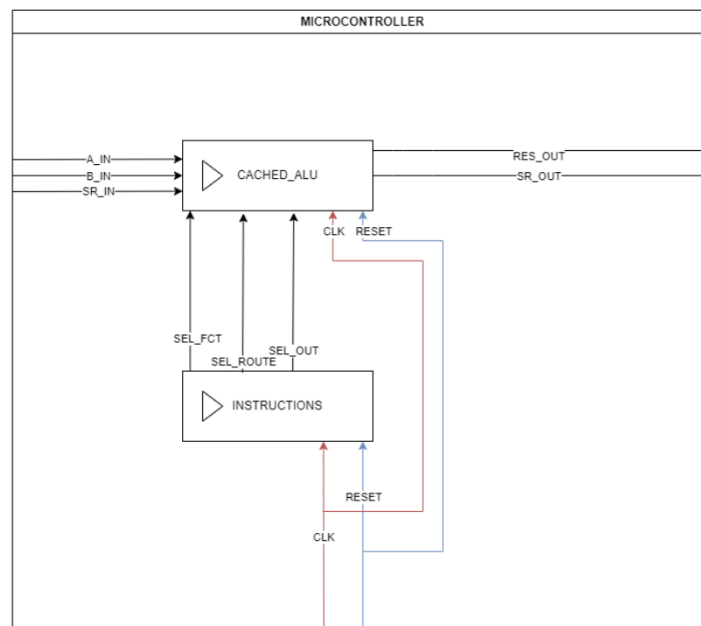 MICROCONTROLLER
A_IN
B_IN
SR_IN
CACHED_ALU
RES_OUT
SR_OUT
CLK
RESET
SEL_FCT
SEL_ROUTE
SEL_OUT
INSTRUCTIONS
RESET
CLK